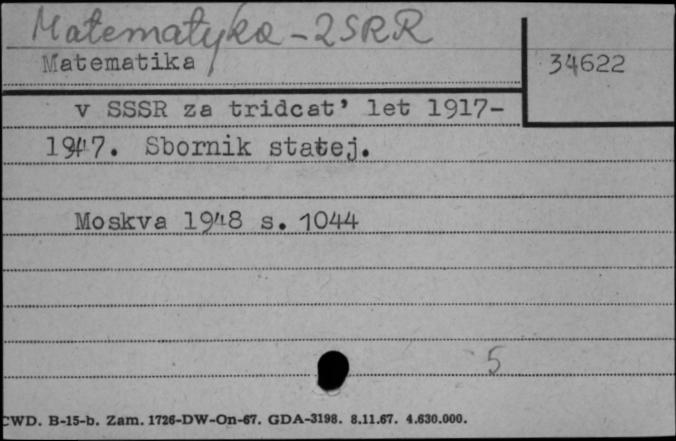 Matematyka - ZSRR
Matematika
34622
v SSSR za tridcat' let 1917-
1947. Sbornik statej.
Moskva 1948 s. 1044
5
CWD. B-15-b. Zam. 1726-DW-On-67. GDA-3198. 8.11.67. 4.630.000.